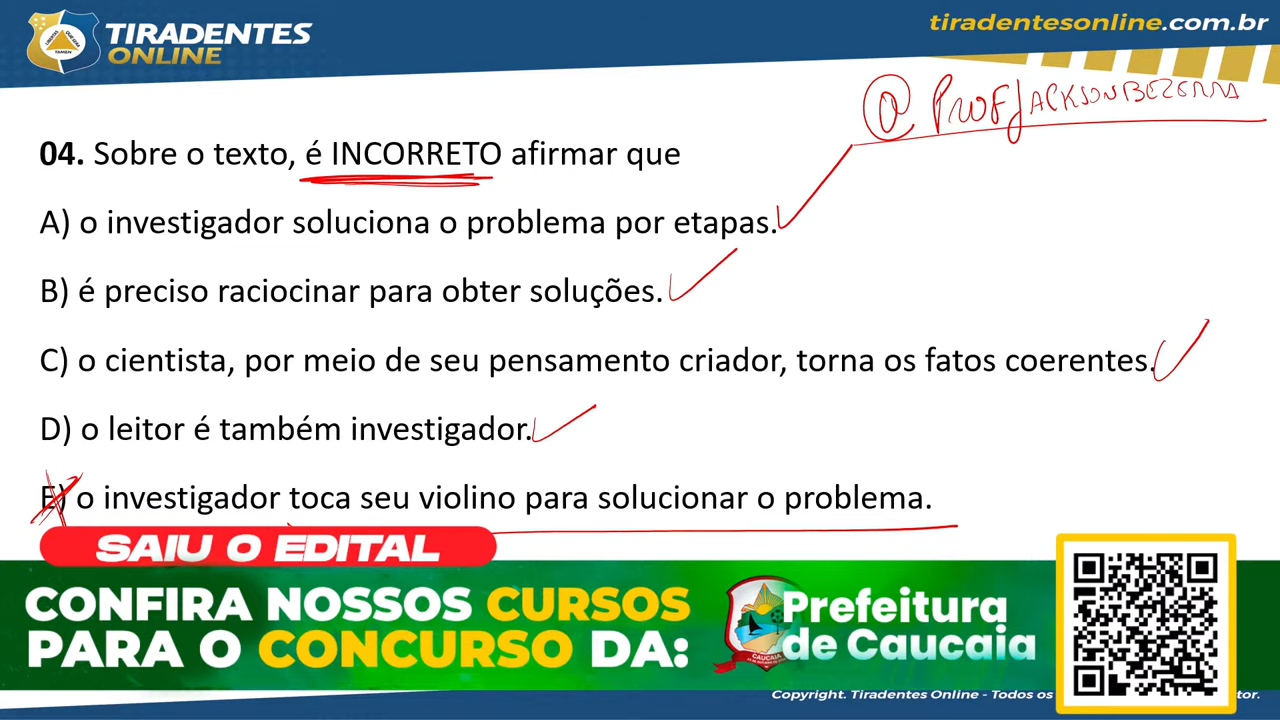 TIRADENTES
ONLINE
tiradentesonline.com.br
@PROFJACKSONBEZERRA
04. Sobre o texto, é INCORRETO afirmar que
A) o investigador soluciona o problema por etapas.
B) é preciso raciocinar para obter soluções.
C) o cientista, por meio de seu pensamento criador, torna os fatos coerentes.
D) o leitor é também investigador.
E) o investigador toca seu violino para solucionar o problema.
SAIU O EDITAL
CONFIRA NOSSOS CURSOS
PARA O CONCURSO DA:
CAUCAIA
Prefeitura
de Caucaia
Copyright. Tiradentes Online - Todos os
tor.